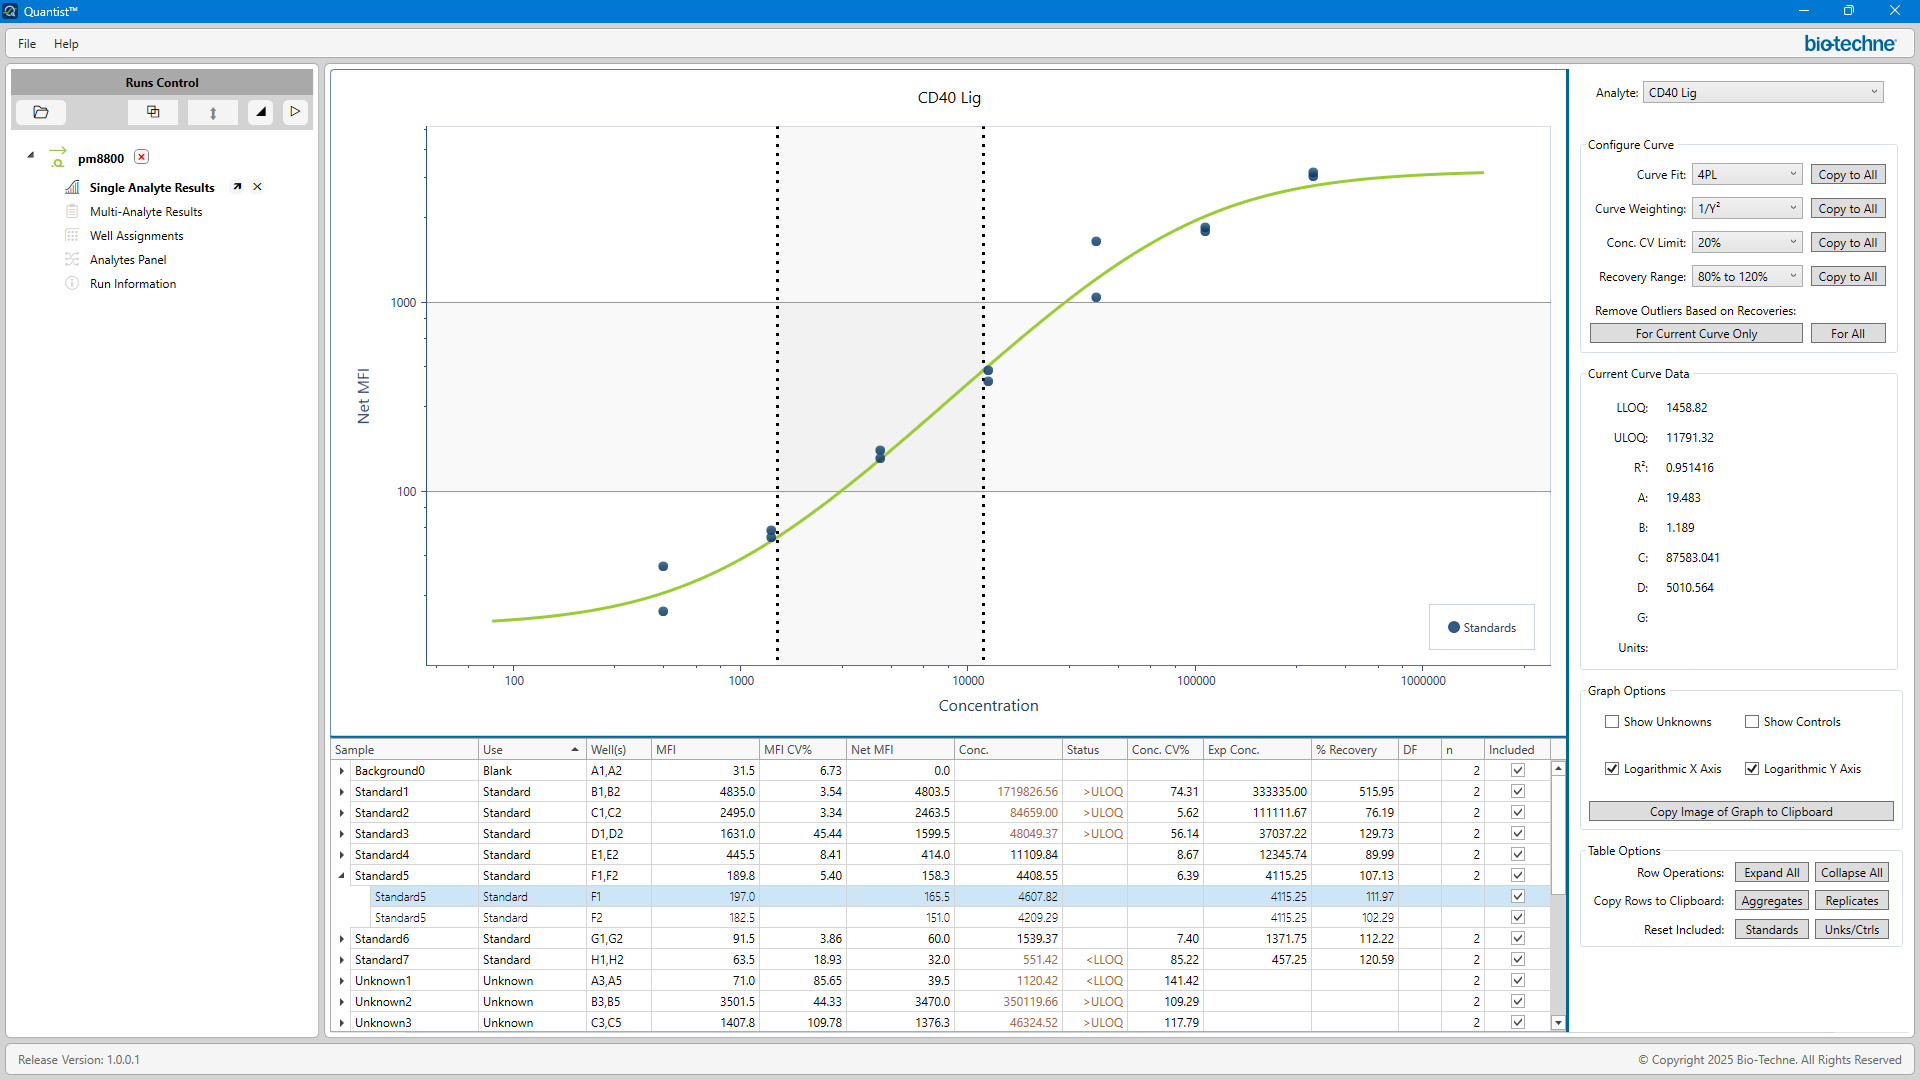 Quantist™
File Help
bio-techne®
Runs Control
pm8800
Single Analyte Results
Multi-Analyte Results
Well Assignments
Analytes Panel
Run Information
CD40 Lig
Net MFI
1000
100
100 1000 10000 100000 1000000
Concentration
Standards
Sample Use Well(s) MFI MFI CV% Net MFI Conc. Status Conc. CV% Exp Conc. % Recovery DF n Included
Background0 Blank A1,A2 31.5 6.73 0.0 2
Standard1 Standard B1,B2 4835.0 3.54 4803.5 1719826.56 >ULOQ 74.31 333335.00 515.95 2
Standard2 Standard C1,C2 2495.0 3.34 2463.5 84659.00 >ULOQ 5.62 111111.67 76.19 2
Standard3 Standard D1,D2 1631.0 45.44 1599.5 48049.37 >ULOQ 56.14 37037.22 129.73 2
Standard4 Standard E1,E2 445.5 8.41 414.0 11109.84 8.67 12345.74 89.99 2
Standard5 Standard F1,F2 189.8 5.40 158.3 4408.55 6.39 4115.25 107.13 2
Standard5 Standard F1 197.0 165.5 4607.82 4115.25 111.97
Standard5 Standard F2 182.5 151.0 4209.29 4115.25 102.29
Standard6 Standard G1,G2 91.5 3.86 60.0 1539.37 7.40 1371.75 112.22 2
Standard7 Standard H1,H2 63.5 18.93 32.0 551.42 <LLOQ 85.22 457.25 120.59 2
Unknown1 Unknown A3,A5 71.0 85.65 39.5 1120.42 <LLOQ 141.42 2
Unknown2 Unknown B3,B5 3501.5 44.33 3470.0 350119.66 >ULOQ 109.29 2
Unknown3 Unknown C3,C5 1407.8 109.78 1376.3 46324.52 >ULOQ 117.79 2
Analyte: CD40 Lig
Configure Curve
Curve Fit: 4PL Copy to All
Curve Weighting: 1/Y² Copy to All
Conc. CV Limit: 20% Copy to All
Recovery Range: 80% to 120% Copy to All
Remove Outliers Based on Recoveries:
For Current Curve Only For All
Current Curve Data
LLOQ: 1458.82
ULOQ: 11791.32
R²: 0.951416
A: 19.483
B: 1.189
C: 87583.041
D: 5010.564
G:
Units:
Graph Options
Show Unknowns Show Controls
Logarithmic X Axis Logarithmic Y Axis
Copy Image of Graph to Clipboard
Table Options
Row Operations: Expand All Collapse All
Copy Rows to Clipboard: Aggregates Replicates
Reset Included: Standards Unks/Ctrls
Release Version: 1.0.0.1
© Copyright 2025 Bio-Techne. All Rights Reserved